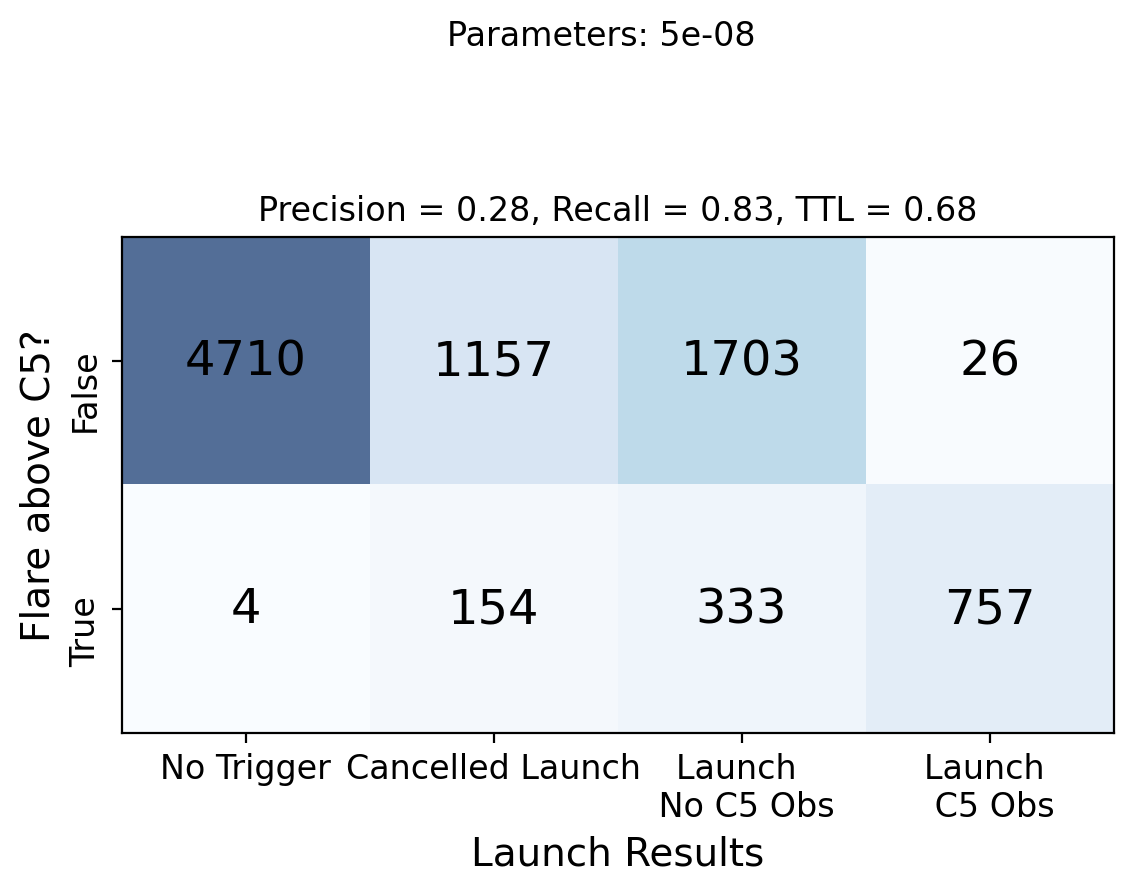 Parameters: 5e-08
Precision = 0.28, Recall = 0.83, TTL = 0.68
Flare above C5?
False
4710 1157 1703 26
True
4 154 333 757
No Trigger Cancelled Launch Launch Launch
No C5 Obs C5 Obs
Launch Results